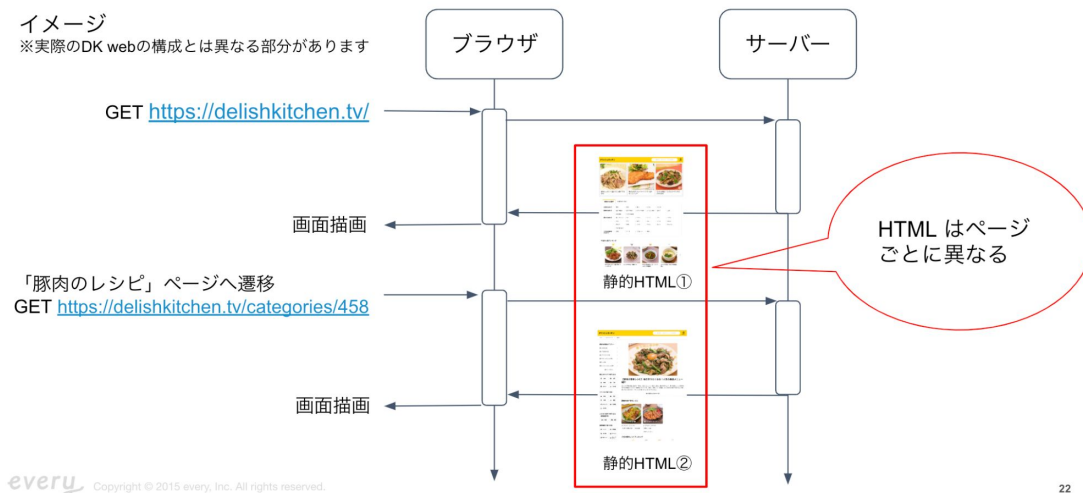 イメージ
※実際のDK webの構成とは異なる部分があります
ブラウザ
サーバー
GET https://delishkitchen.tv/
画面描画
静的HTML①
HTML はページ
ごとに異なる
「豚肉のレシピ」ページへ遷移
GET https://delishkitchen.tv/categories/458
画面描画
静的HTML②
every
Copyright © 2015 every, Inc. All rights reserved.
22